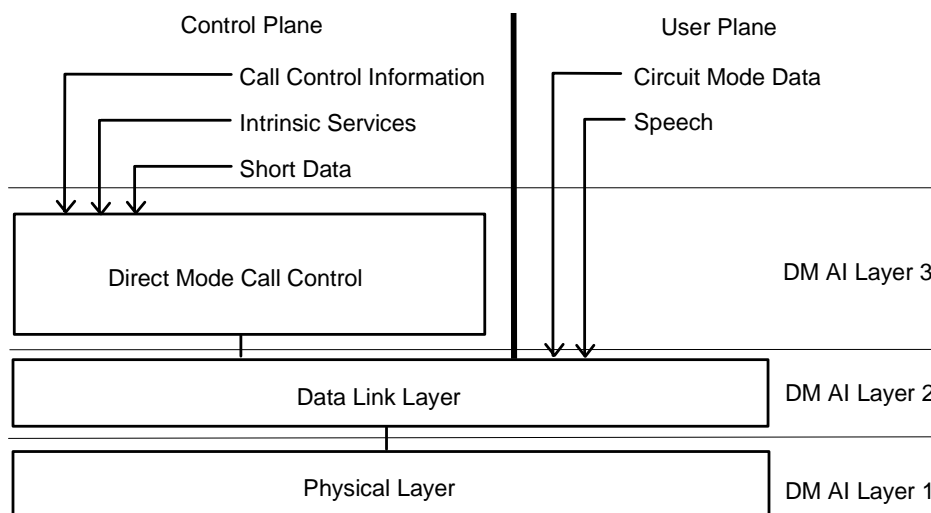 Control Plane
User Plane
Call Control Information
Circuit Mode Data
Intrinsic Services
Speech
Short Data
Direct Mode Call Control
DM AI Layer 3
Data Link Layer
DM AI Layer 2
Physical Layer
DM AI Layer 1